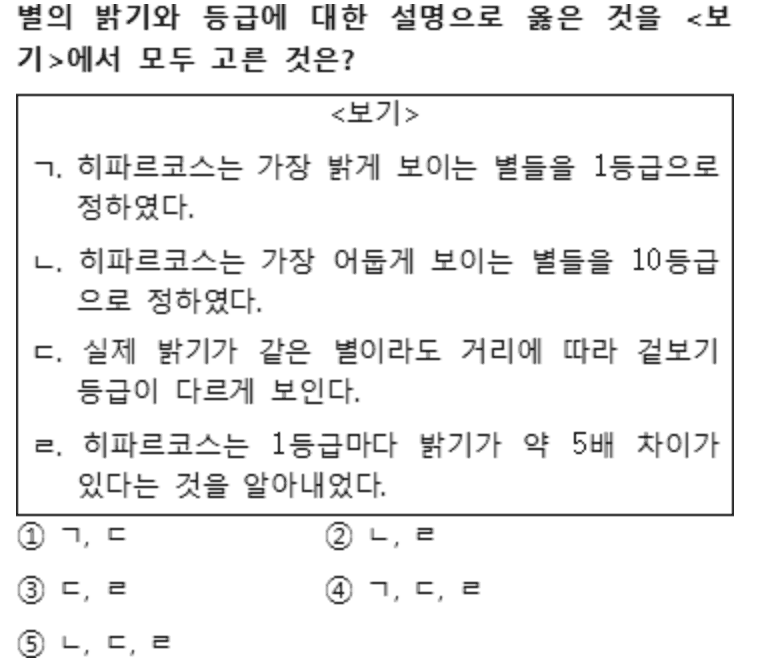 별의 밝기와 등급에 대한 설명으로 옳은 것을 <보
기>에서 모두 고른 것은?
<보기>
ㄱ. 히파르코스는 가장 밝게 보이는 별들을 1등급으로
정하였다.
ㄴ. 히파르코스는 가장 어둡게 보이는 별들을 10등급
으로 정하였다.
ㄷ. 실제 밝기가 같은 별이라도 거리에 따라 겉보기
등급이 다르게 보인다.
ㄹ. 히파르코스는 1등급마다 밝기가 약 5배 차이가
있다는 것을 알아내었다.
① ㄱ, ㄷ ② ㄴ, ㄹ
③ ㄷ, ㄹ ④ ㄱ, ㄷ, ㄹ
⑤ ㄴ, ㄷ, ㄹ